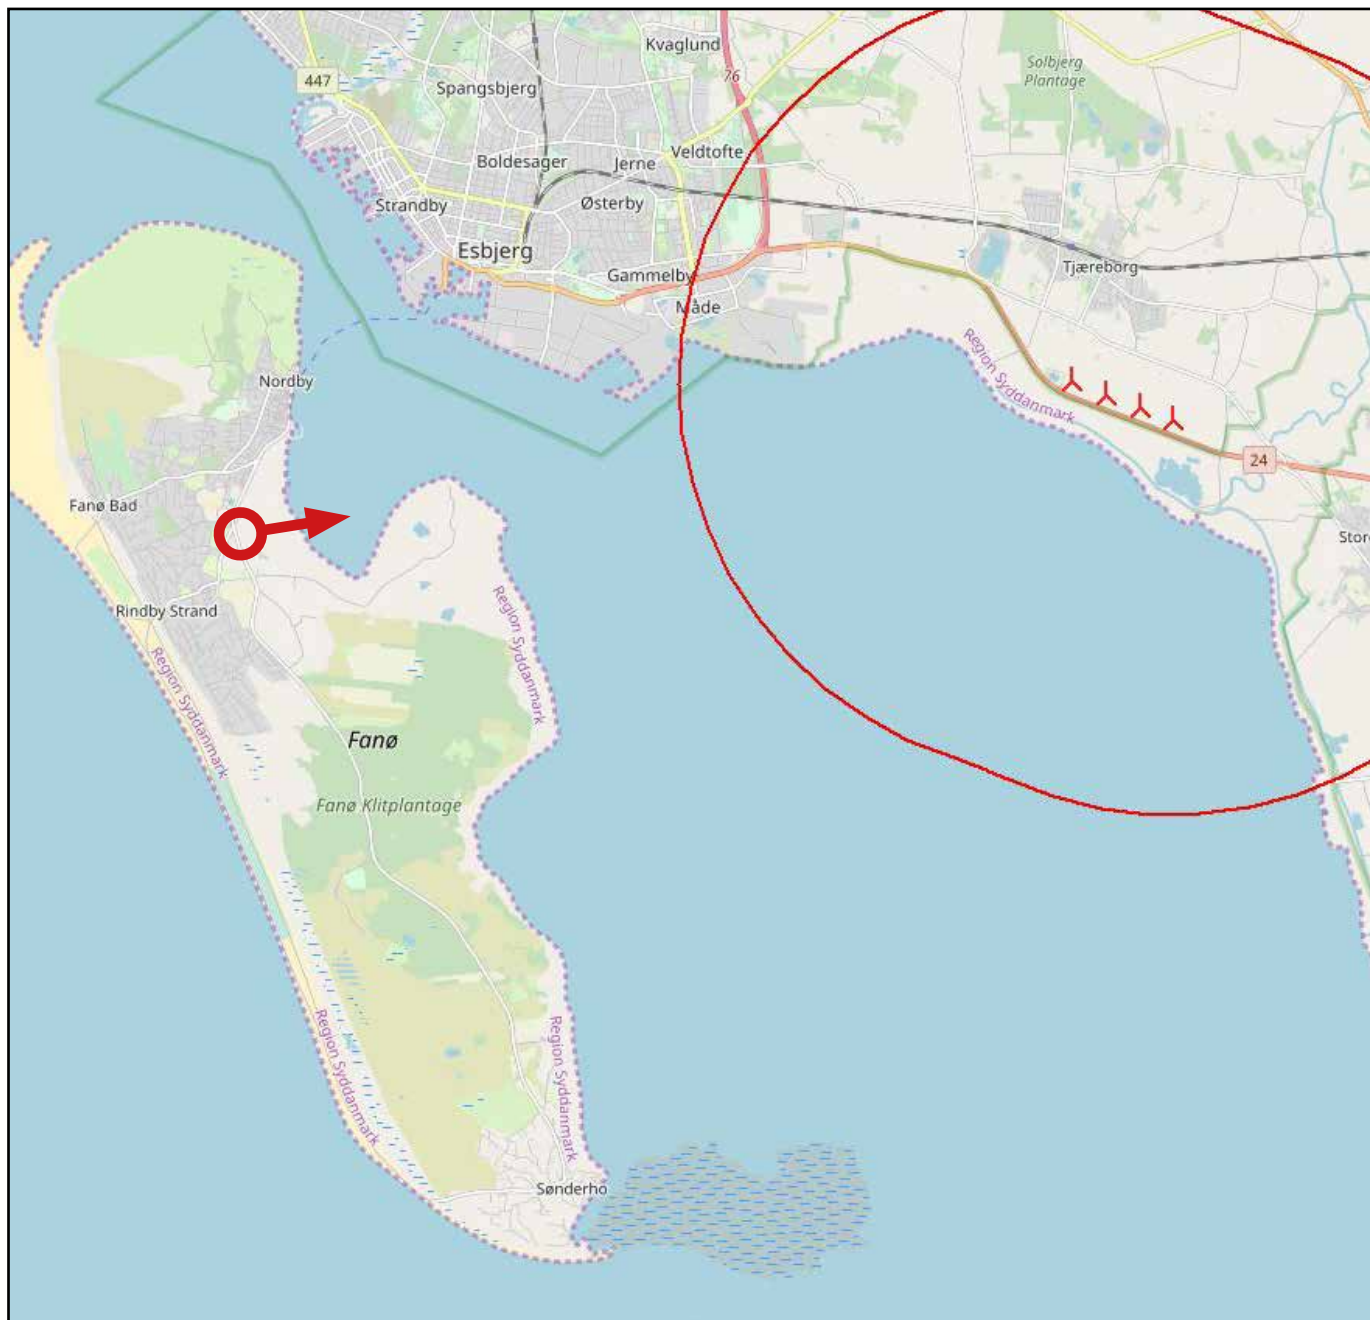 Kvaglund
447
76
Solbjerg
Plantage
Spangsbjerg
Boldesager
Jerne
Veldtofte
Strandby
Østerby
Esbjerg
Gammelby
Tjæreborg
Måde
Region Syddanmark
Nordby
24
Fanø Bad
Store
Rindby Strand
Region Syddanmark
Region Syddanmark
Fanø
Fanø Klitplantage
Region Syddanmark
Region Syddanmark
Sønderho